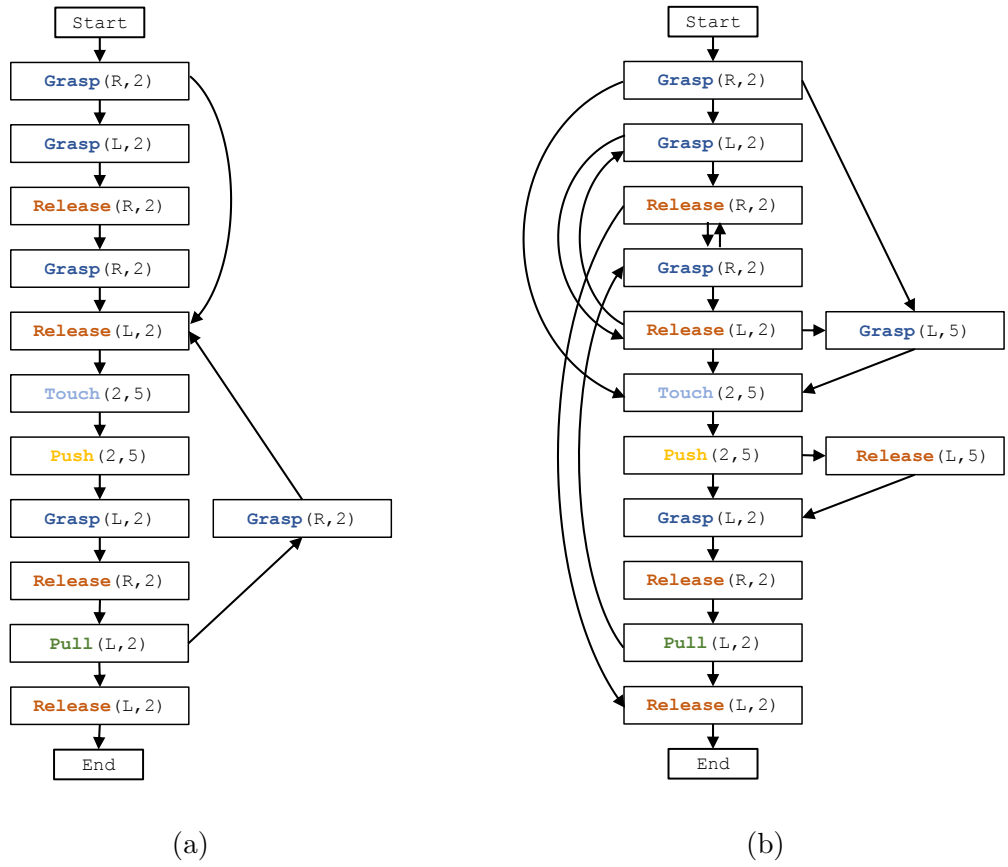 Start
Grasp(R,2)
Grasp(L,2)
Release(R,2)
Grasp(R,2)
Release(L,2)
Touch(2,5)
Push(2,5)
Grasp(L,2)
Grasp(R,2)
Release(R,2)
Pull(L,2)
Release(L,2)
End
(a)
Start
Grasp(R,2)
Grasp(L,2)
Release(R,2)
Grasp(R,2)
Release(L,2)
Grasp(L,5)
Touch(2,5)
Push(2,5)
Release(L,5)
Grasp(L,2)
Release(R,2)
Pull(L,2)
Release(L,2)
End
(b)